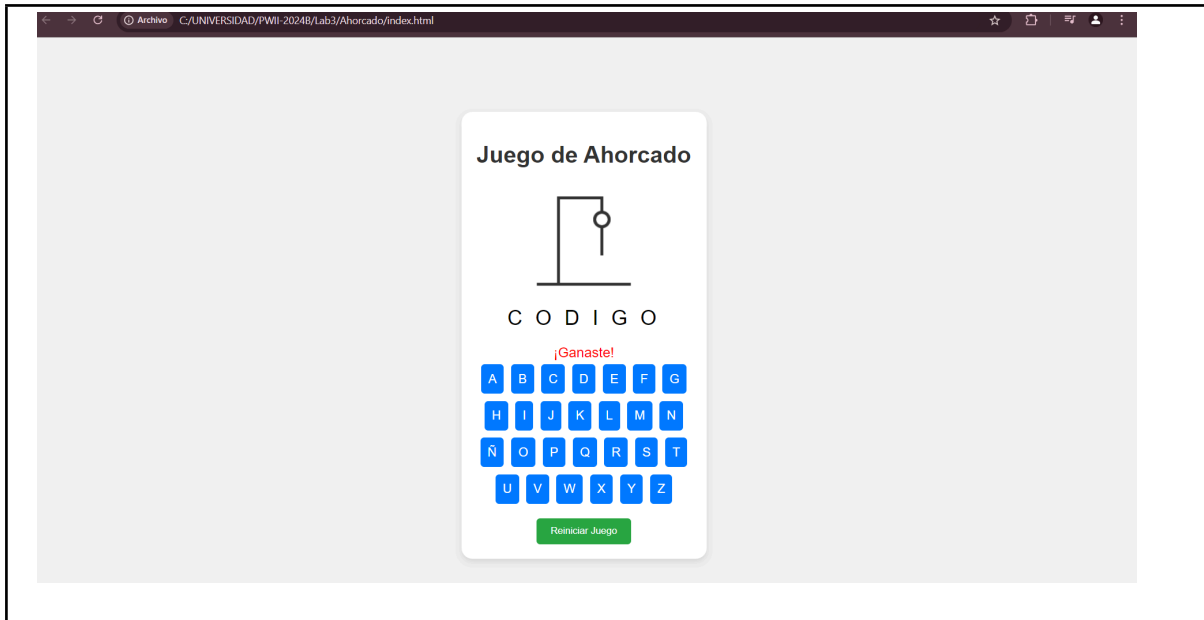 Archivo C:/UNIVERSIDAD/PWII-2024B/Lab3/Ahorcado/index.html
Juego de Ahorcado
C O D I G O
¡Ganaste!
A B C D E F G
H I J K L M N
Ñ O P Q R S T
U V W X Y Z
Reiniciar Juego